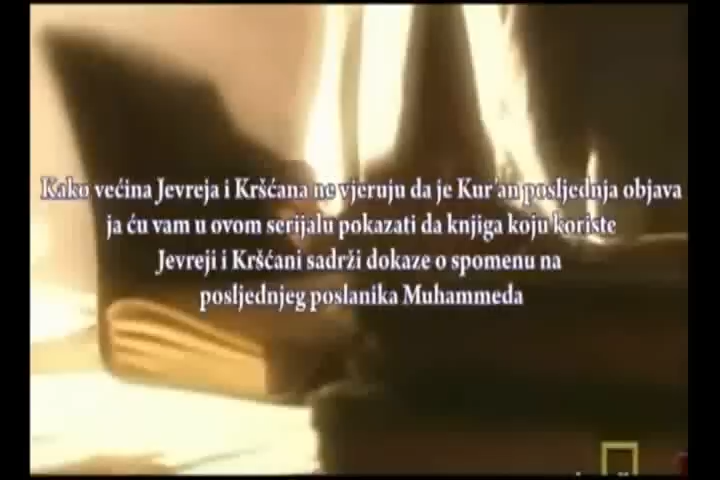 Kako većina Jevreja i Kršćana ne vjeruju da je Kur'an posljednja objava
ja ću vam u ovom serijalu pokazati da knjiga koju koriste
Jevreji i Kršćani sadrži dokaze o spomenu na
posljednjeg poslanika Muhammeda